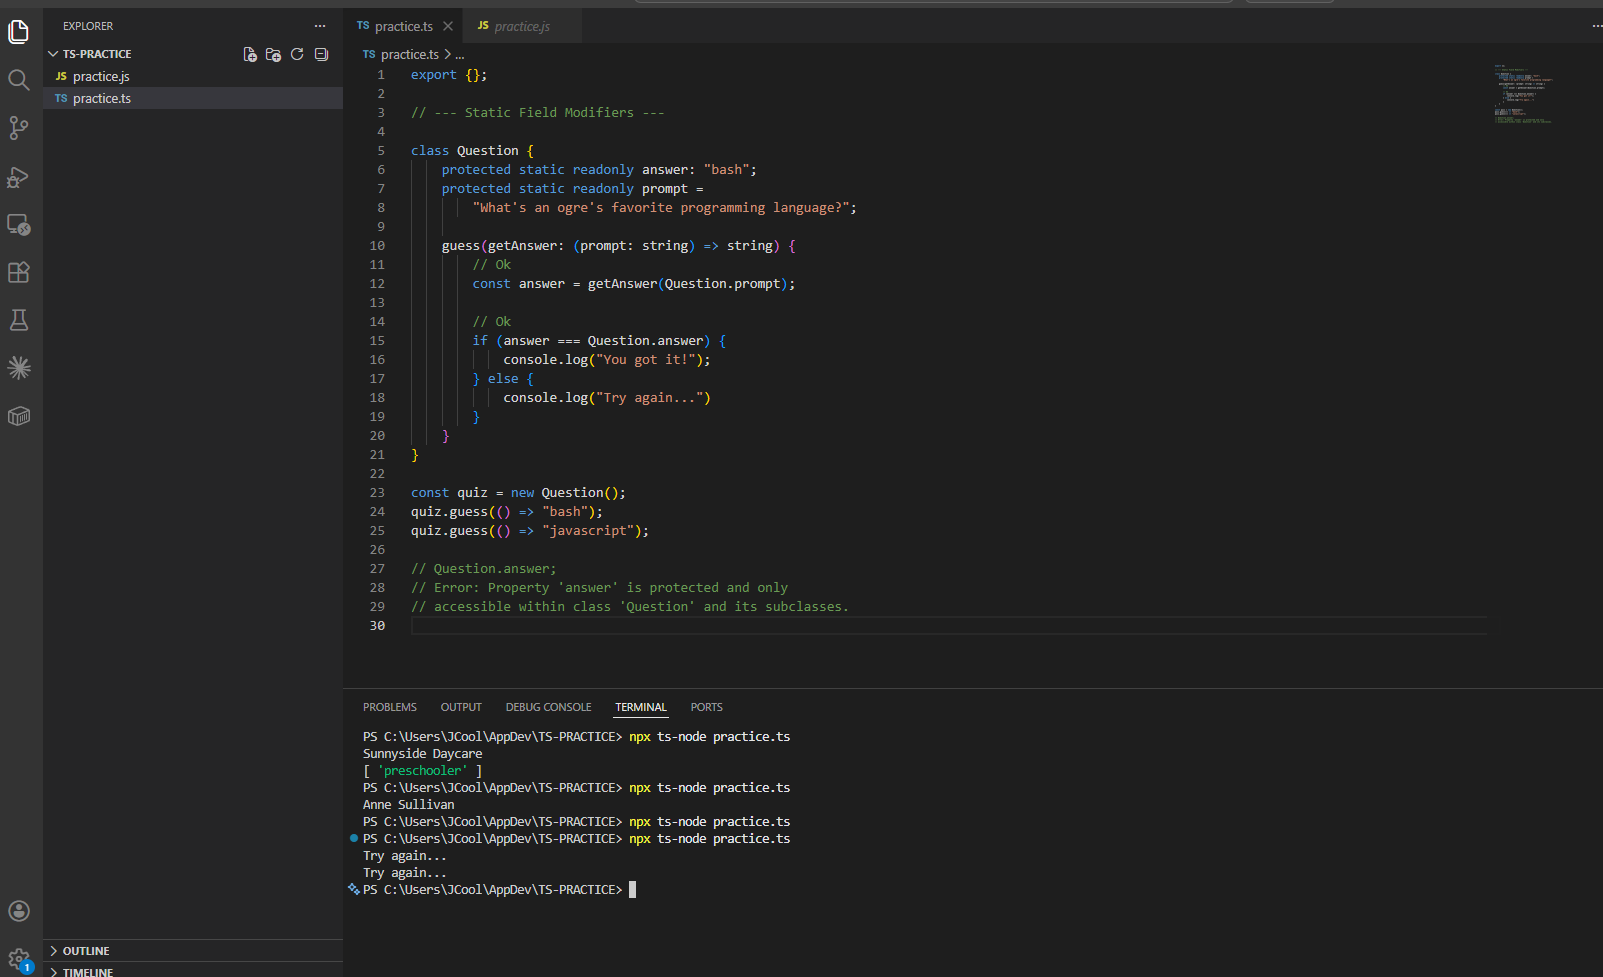 EXPLORER
TS-PRACTICE
JS practice.js
TS practice.ts
OUTLINE
TIMELINE
1
TS practice.ts
JS practice.js
TS practice.ts > ...
1 export {};
2
3 // --- Static Field Modifiers ---
4
5 class Question {
6 protected static readonly answer: "bash";
7 protected static readonly prompt =
8 "What's an ogre's favorite programming language?";
9
10 guess(getAnswer: (prompt: string) => string) {
11 // Ok
12 const answer = getAnswer(Question.prompt);
13
14 // Ok
15 if (answer === Question.answer) {
16 console.log("You got it!");
17 } else {
18 console.log("Try again...")
19 }
20 }
21 }
22
23 const quiz = new Question();
24 quiz.guess(() => "bash");
25 quiz.guess(() => "javascript");
26
27 // Question.answer;
28 // Error: Property 'answer' is protected and only
29 // accessible within class 'Question' and its subclasses.
30
PROBLEMS OUTPUT DEBUG CONSOLE TERMINAL PORTS
PS C:\Users\JCool\AppDev\TS-PRACTICE> npx ts-node practice.ts
Sunnyside Daycare
[ 'preschooler' ]
PS C:\Users\JCool\AppDev\TS-PRACTICE> npx ts-node practice.ts
Anne Sullivan
PS C:\Users\JCool\AppDev\TS-PRACTICE> npx ts-node practice.ts
PS C:\Users\JCool\AppDev\TS-PRACTICE> npx ts-node practice.ts
Try again...
Try again...
PS C:\Users\JCool\AppDev\TS-PRACTICE>